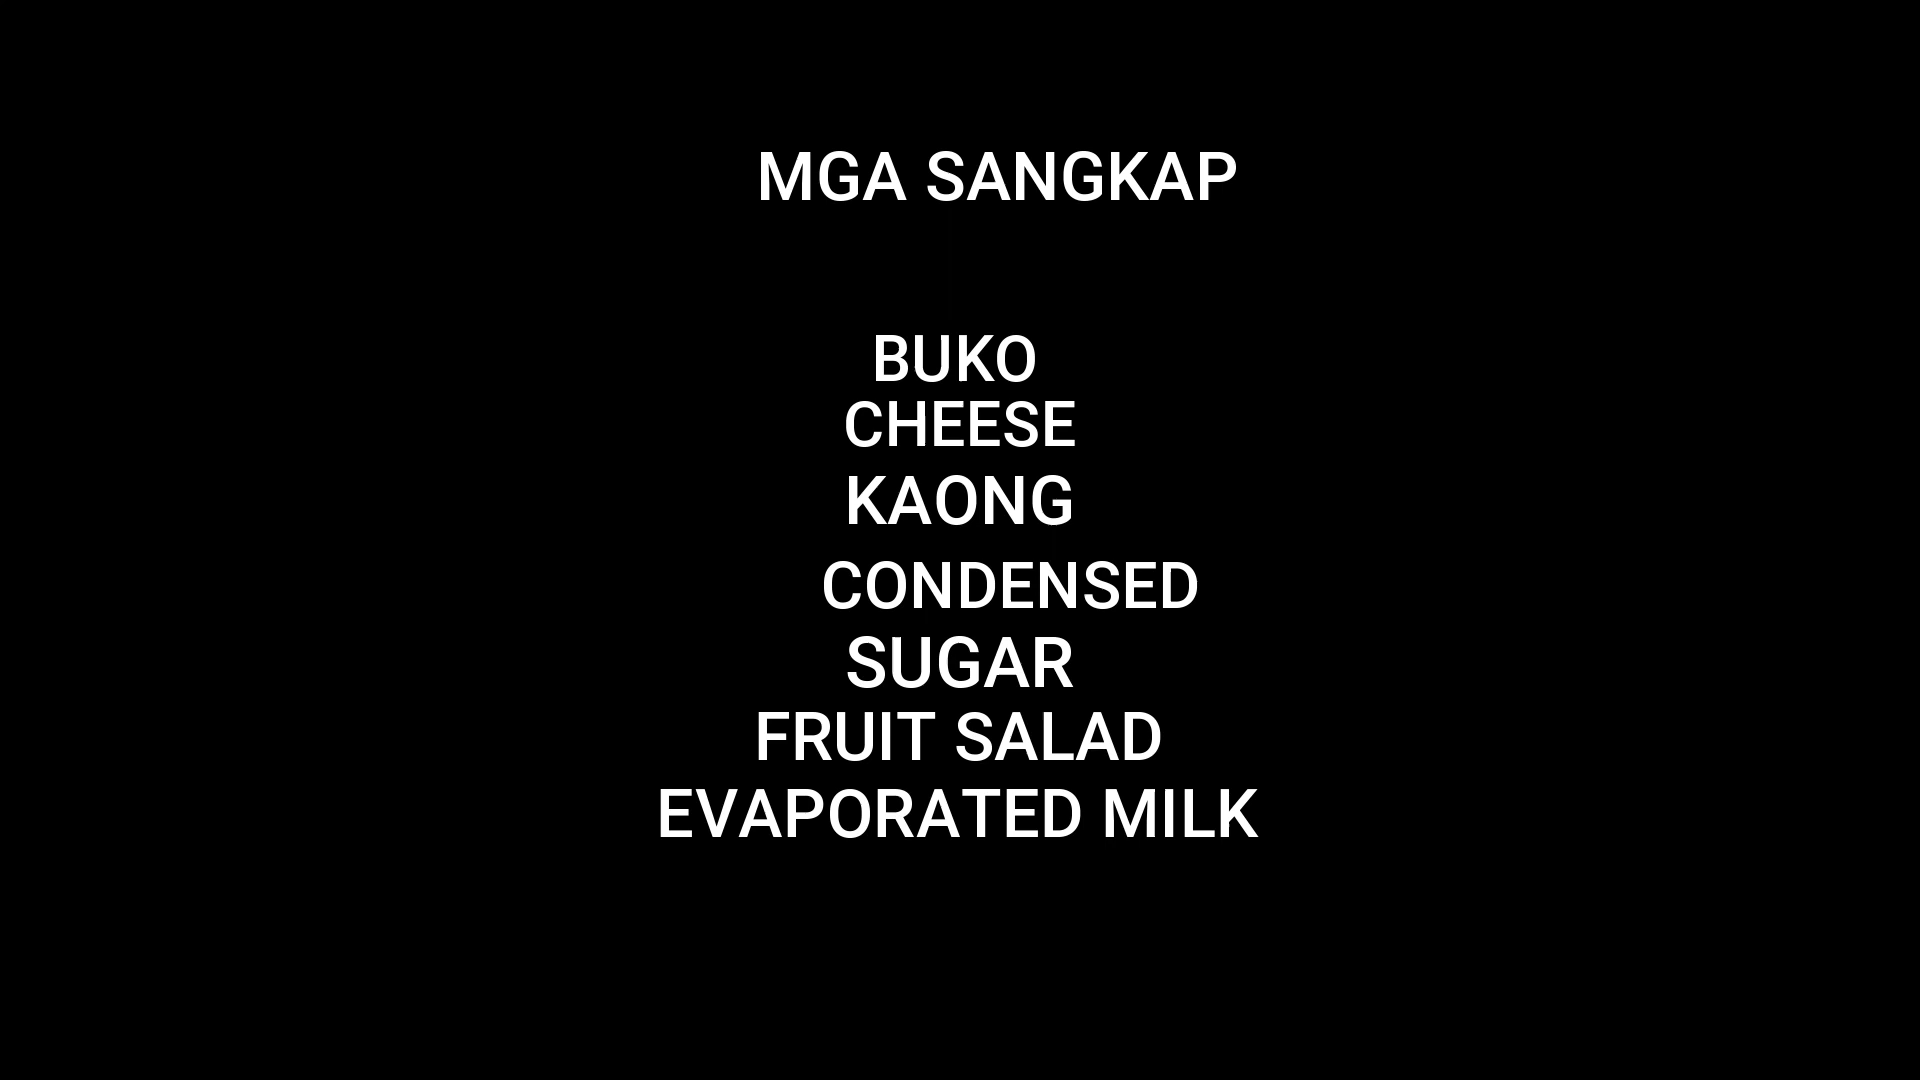 MGA SANGKAP
BUKO
CHEESE
KAONG
CONDENSED
SUGAR
FRUIT SALAD
EVAPORATED MILK